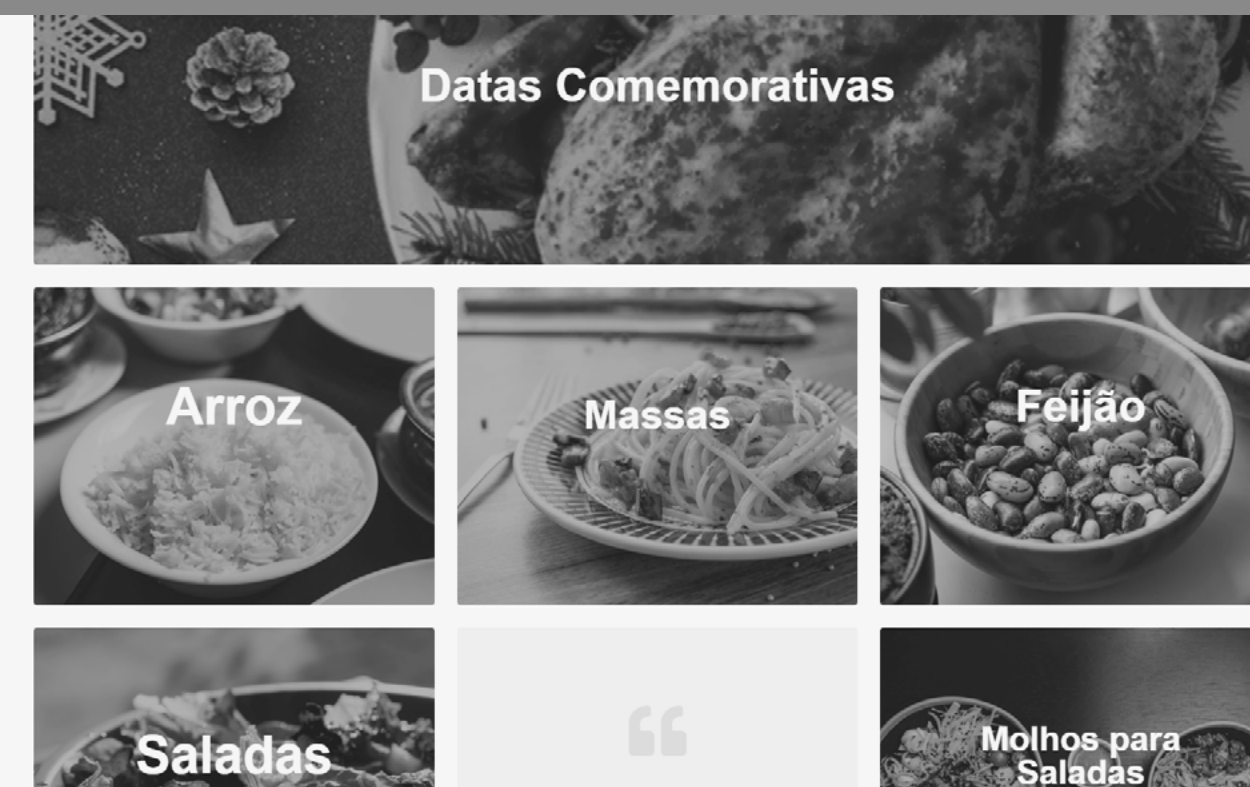 Datas Comemorativas
Arroz
Massas
Feijão
Saladas
“
Molhos para
Saladas